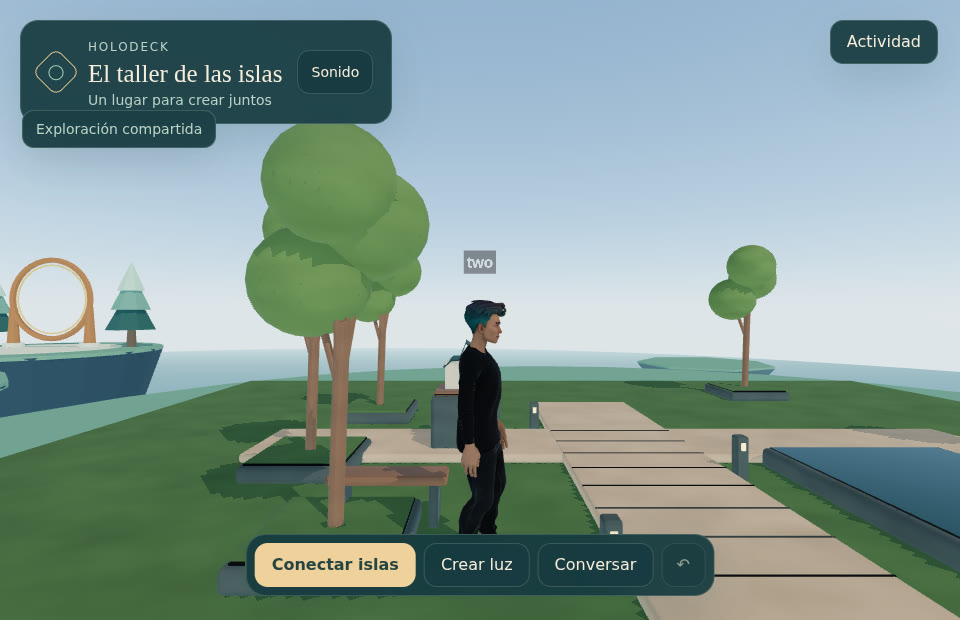 HOLODECK
El taller de las islas
Un lugar para crear juntos
Sonido
Exploración compartida
Actividad
two
Conectar islas
Crear luz
Conversar
↶